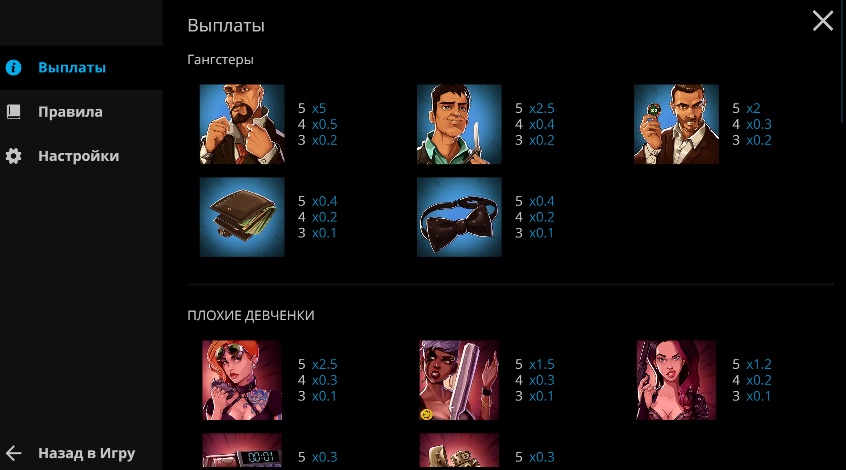 Выплаты
Гангстеры
Выплаты
Правила
Настройки
5 x5
4 x0.5
3 x0.2
5 x2.5
4 x0.4
3 x0.2
5 x2
4 x0.3
3 x0.2
5 x0.4
4 x0.2
3 x0.1
5 x0.4
4 x0.2
3 x0.1
ПЛОХИЕ ДЕВЧЕНКИ
5 x2.5
4 x0.3
3 x0.1
5 x1.5
4 x0.3
3 x0.1
5 x1.2
4 x0.2
3 x0.1
00:01
5 x0.3
5 x0.3
Назад в Игру